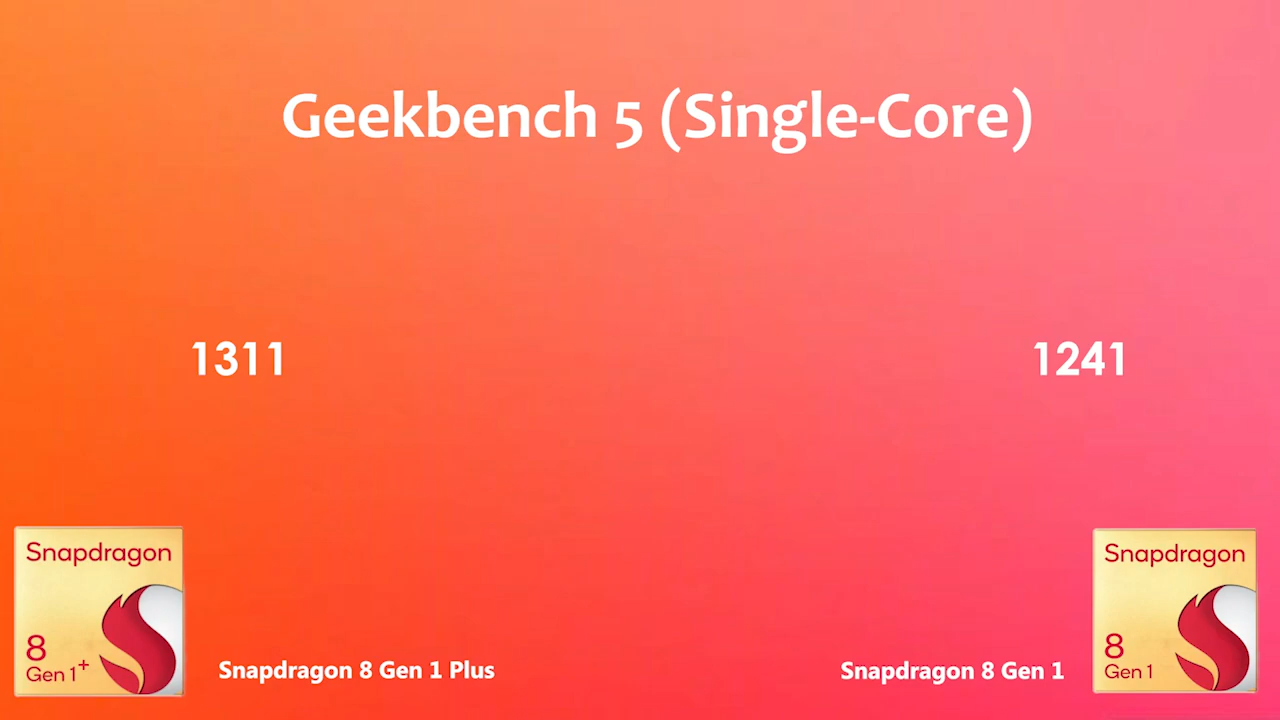 Geekbench 5 (Single-Core)
1311
1241
Snapdragon
8
Gen 1+
Snapdragon 8 Gen 1 Plus
Snapdragon 8 Gen 1
Snapdragon
8
Gen 1